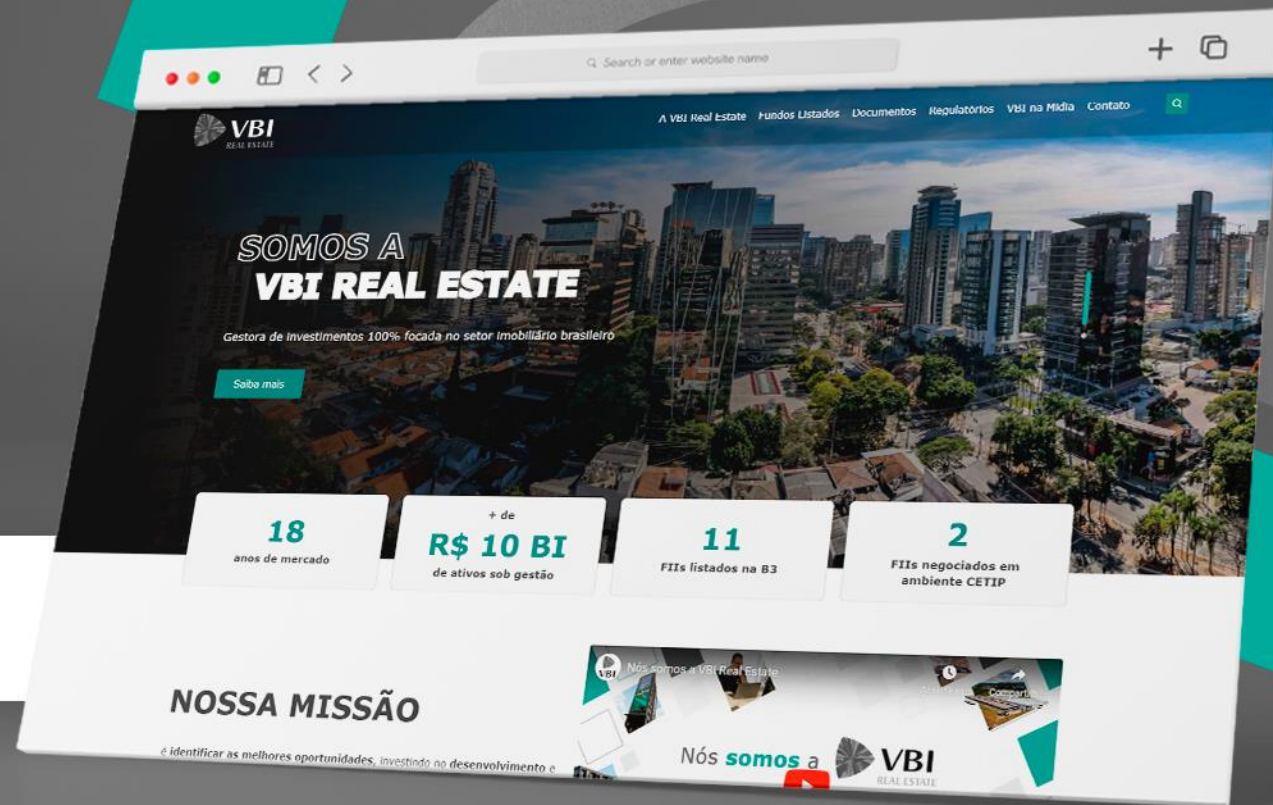 Search or enter website name
VBI
REAL ESTATE
A VBI Real Estate Fundos Listados Documentos Regulatórios VBI na Mídia Contato
SOMOS A
VBI REAL ESTATE
Gestora de investimentos 100% focada no setor imobiliário brasileiro
Saiba mais
18
anos de mercado
+ de
R$ 10 BI
de ativos sob gestão
11
FIIs listados na B3
2
FIIs negociados em
ambiente CETIP
NOSSA MISSÃO
é identificar as melhores oportunidades, investindo no desenvolvimento e
VBI
Nós somos a VBI Real Estate
Nós somos a VBI
REAL ESTATE